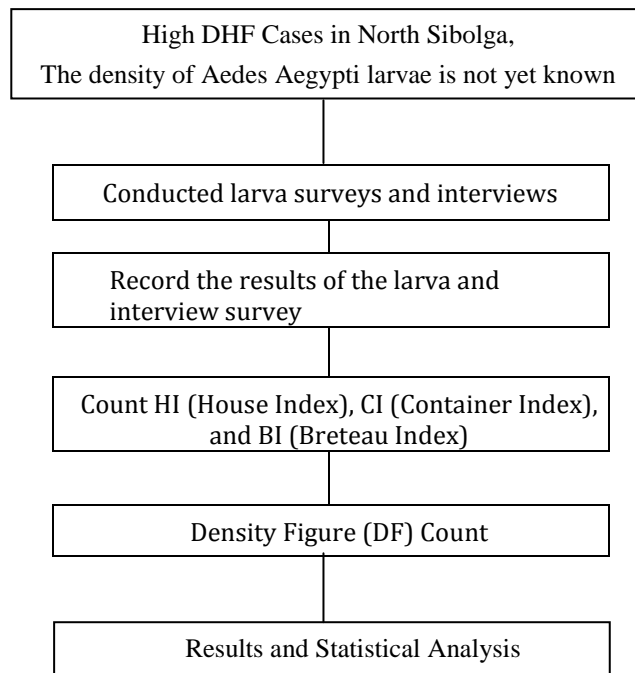 High DHF Cases in North Sibolga,
The density of Aedes Aegypti larvae is not yet known
Conducted larva surveys and interviews
Record the results of the larva and
interview survey
Count HI (House Index), CI (Container Index),
and BI (Breteau Index)
Density Figure (DF) Count
Results and Statistical Analysis